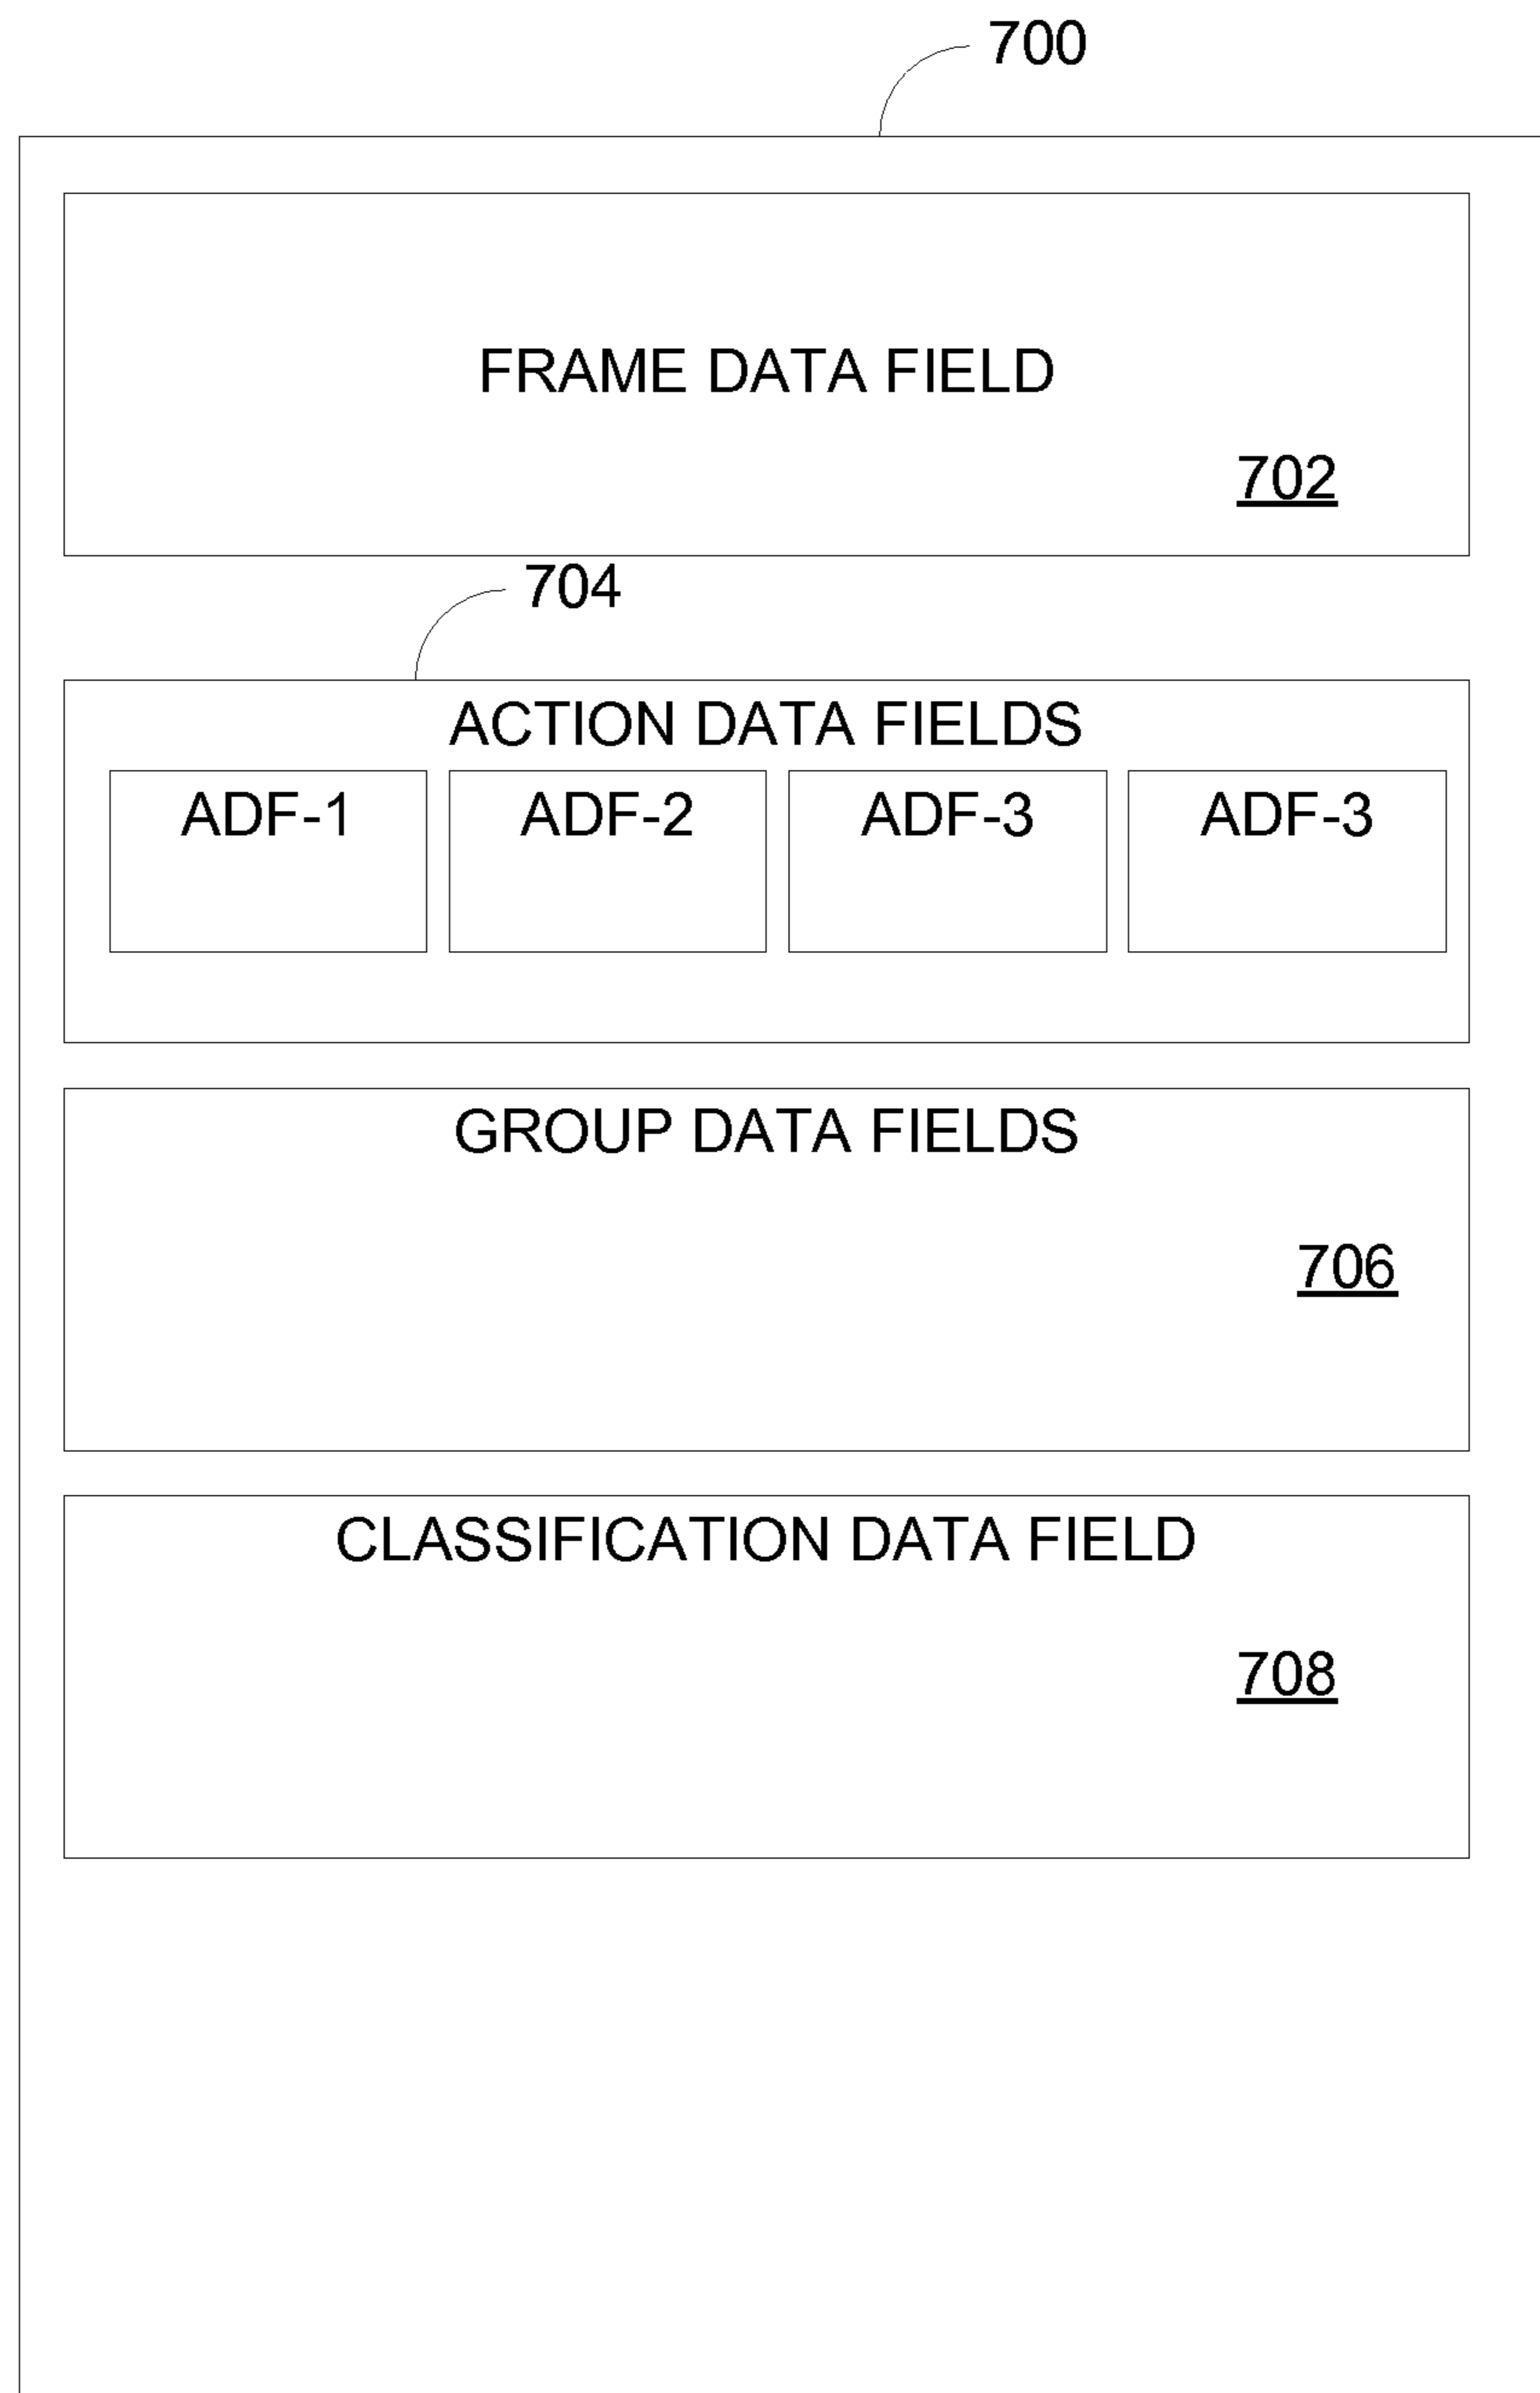 700
FRAME DATA FIELD
702
704
ACTION DATA FIELDS
ADF-1 ADF-2 ADF-3 ADF-3
GROUP DATA FIELDS
706
CLASSIFICATION DATA FIELD
708